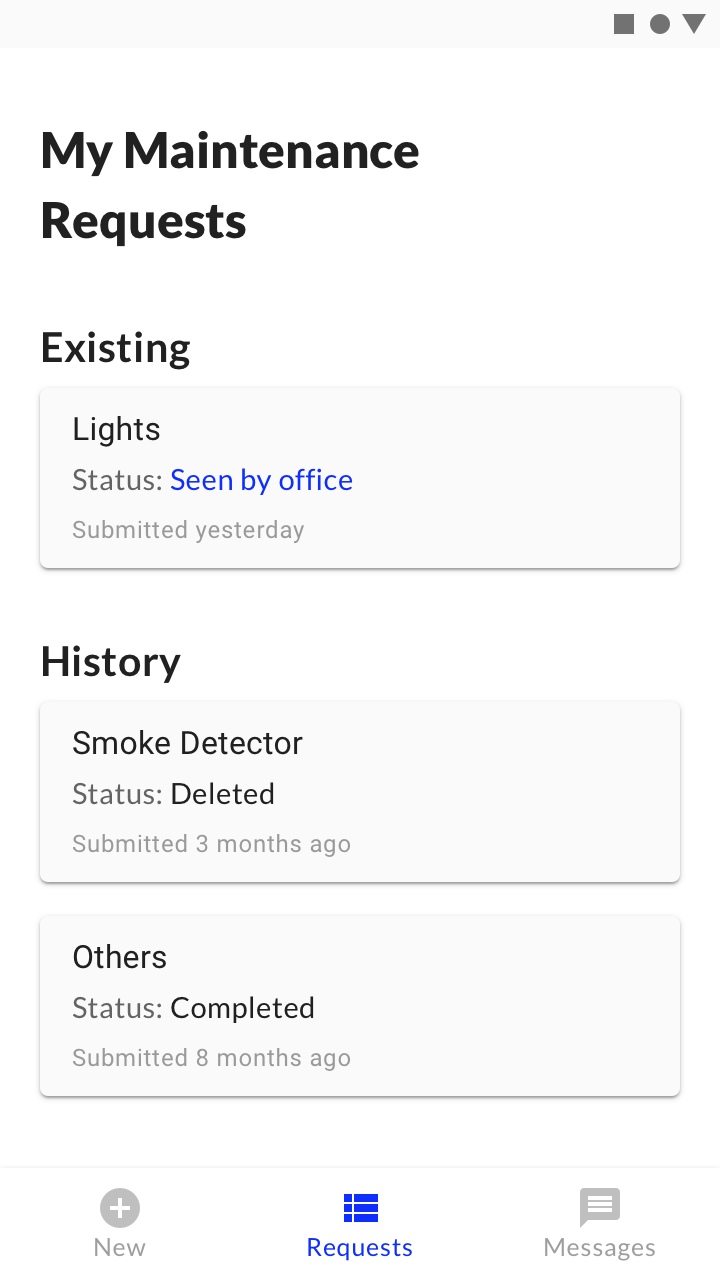 My Maintenance
Requests
Existing
Lights
Status: Seen by office
Submitted yesterday
History
Smoke Detector
Status: Deleted
Submitted 3 months ago
Others
Status: Completed
Submitted 8 months ago
New
Requests
Messages